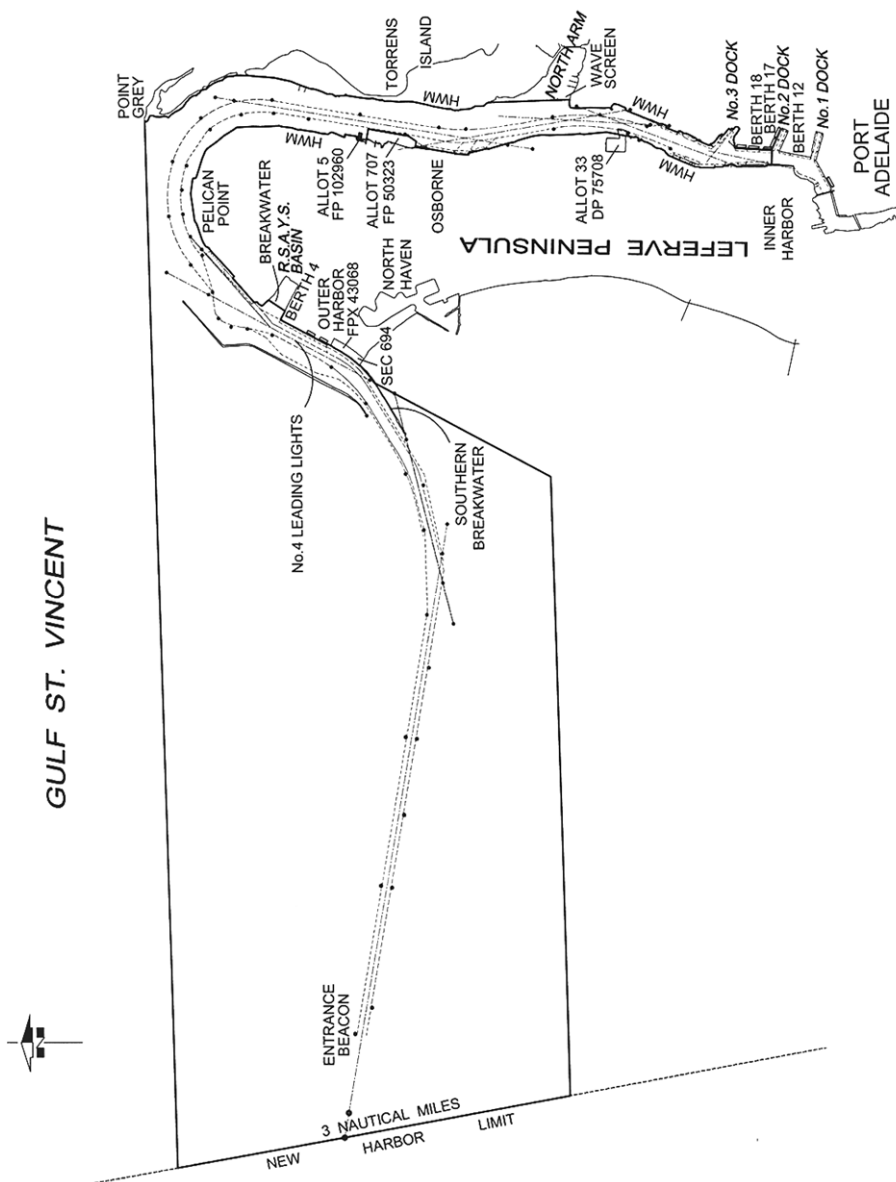 GULF ST. VINCENT
N
ENTRANCE
BEACON
3 NAUTICAL MILES
NEW HARBOR LIMIT
No.4 LEADING LIGHTS
SOUTHERN
BREAKWATER
POINT
GREY
PELICAN
POINT
BREAKWATER
R.S.A.Y.S.
BASIN
BERTH 4
OUTER
HARBOR
FPX 43068
SEC 694
NORTH
HAVEN
TORRENS
ISLAND
HWM
HWM
ALLOT 5
FP 102960
ALLOT 707
FP 50323
OSBORNE
NORTH ARM
WAVE
SCREEN
HWM
ALLOT 33
DP 75708
HWM
LEFERVE PENINSULA
No.3 DOCK
BERTH 18
BERTH 17
No.2 DOCK
BERTH 12
No.1 DOCK
INNER
HARBOR
PORT
ADELAIDE